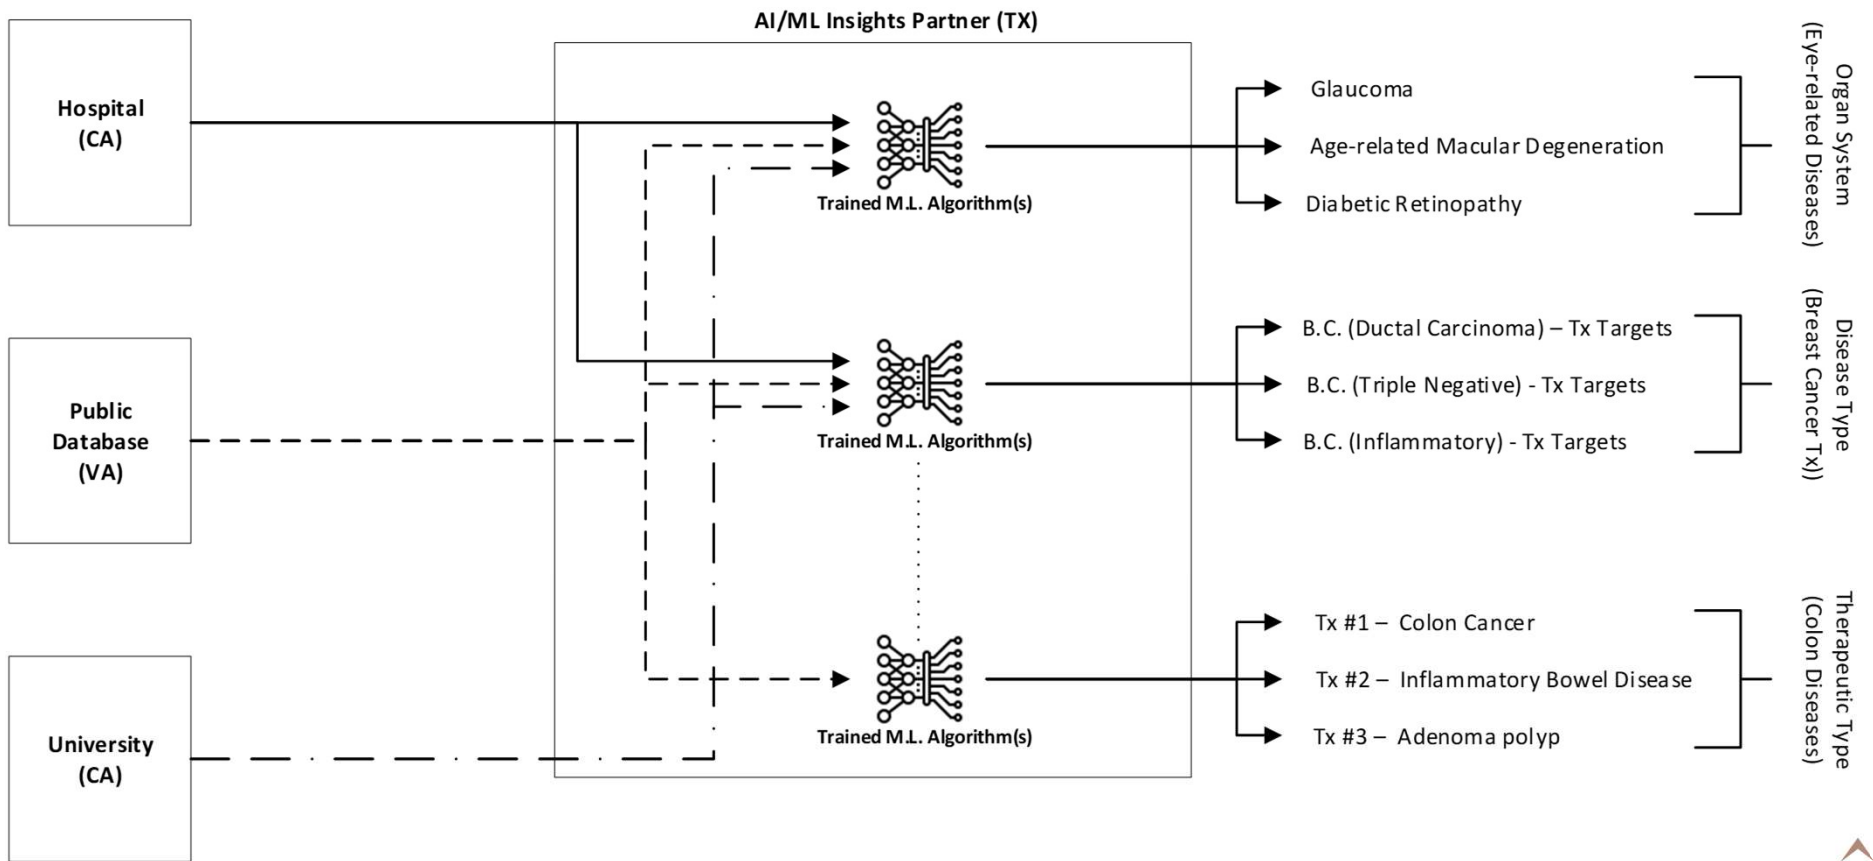 AI/ML Insights Partner (TX)
Hospital
(CA)
Public
Database
(VA)
University
(CA)
Trained M.L. Algorithm(s)
Glaucoma
Age-related Macular Degeneration
Diabetic Retinopathy
Organ System
(Eye-related Diseases)
Trained M.L. Algorithm(s)
B.C. (Ductal Carcinoma) – Tx Targets
B.C. (Triple Negative) - Tx Targets
B.C. (Inflammatory) - Tx Targets
Disease Type
(Breast Cancer Tx))
Trained M.L. Algorithm(s)
Tx #1 – Colon Cancer
Tx #2 – Inflammatory Bowel Disease
Tx #3 – Adenoma polyp
Therapeutic Type
(Colon Diseases)